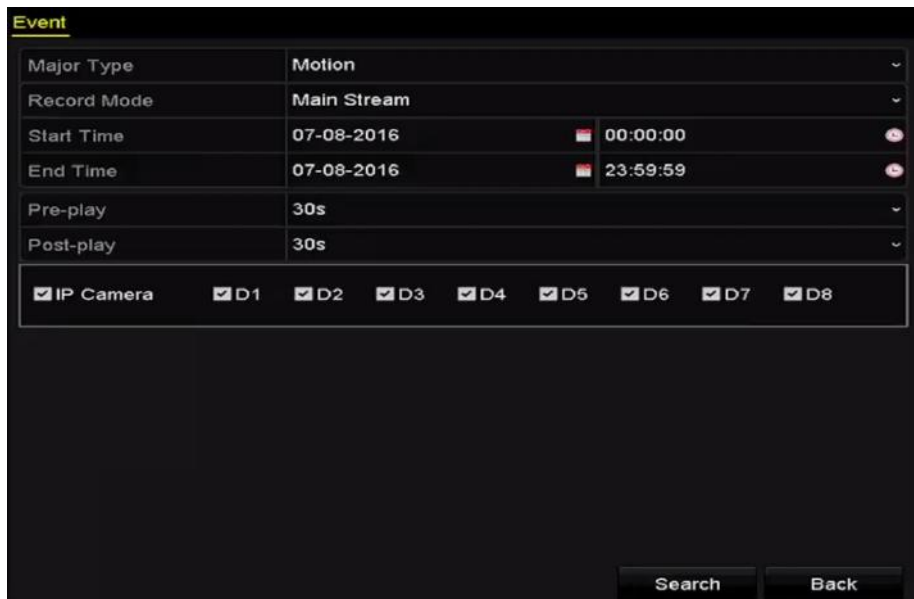 Event
Major Type Motion
Record Mode Main Stream
Start Time 07-08-2016 00:00:00
End Time 07-08-2016 23:59:59
Pre-play 30s
Post-play 30s
IP Camera D1 D2 D3 D4 D5 D6 D7 D8
Search Back